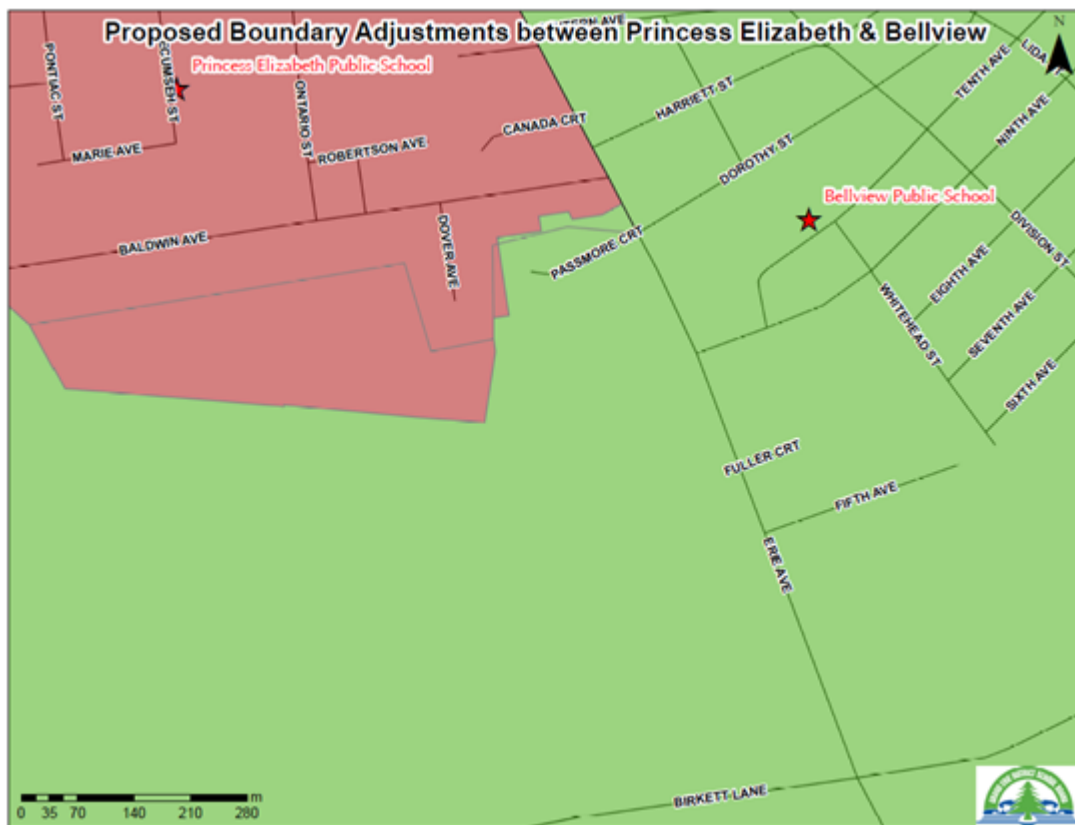 Proposed Boundary Adjustments between Princess Elizabeth & Bellview
N
Princess Elizabeth Public School
PONTIAC ST
ONTARIO ST
MARIE AVE
ROBERTSON AVE
CANADA CRT
HARRIETT ST
DOROTHY ST
TENTH AVE
NINTH AVE
Bellview Public School
BALDWIN AVE
DOVER AVE
PASSMORE CRT
DIVISION ST
EIGHTH AVE
WHITEHEAD ST
SEVENTH AVE
SIXTH AVE
FULLER CRT
FIFTH AVE
ERIE AVE
BIRKETT LANE
m
0 35 70 140 210 280